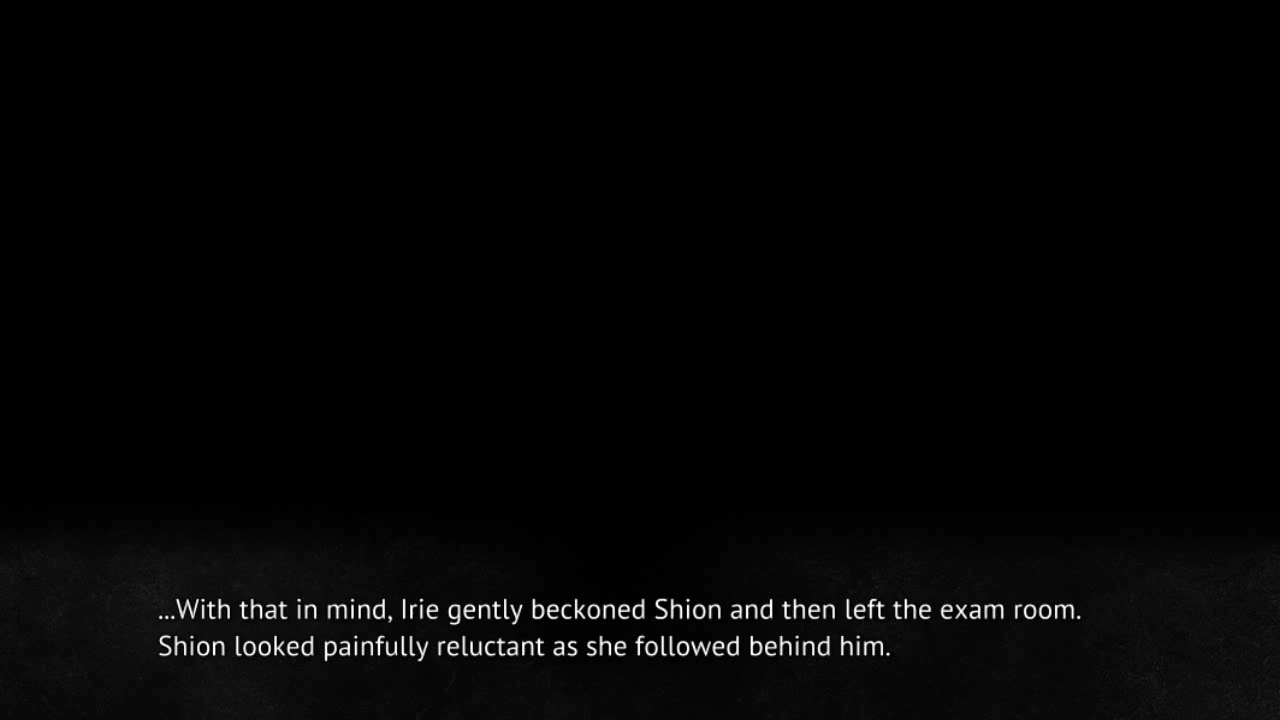 ...With that in mind, Irie gently beckoned Shion and then left the exam room.
Shion looked painfully reluctant as she followed behind him.